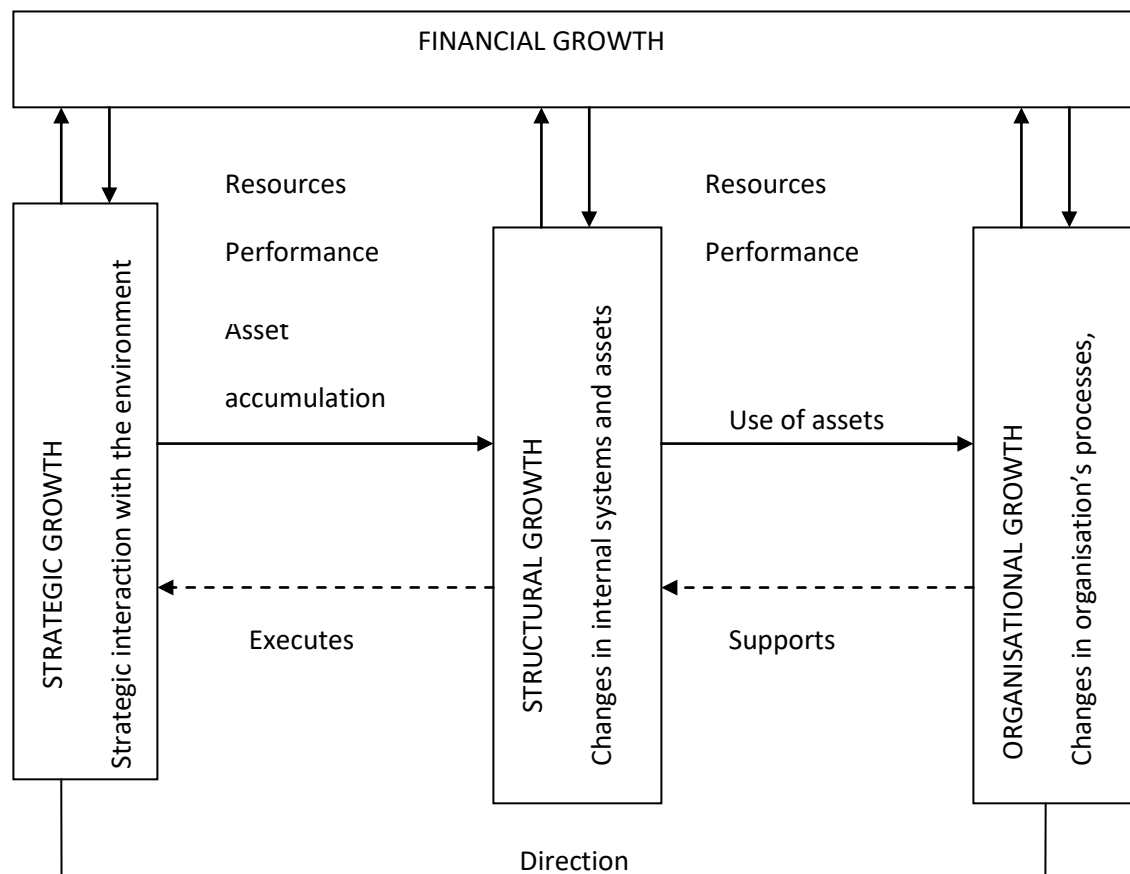 FINANCIAL GROWTH
Resources
Performance
Asset
accumulation
Resources
Performance
STRATEGIC GROWTH
Strategic interaction with the environment
STRUCTURAL GROWTH
Changes in internal systems and assets
ORGANISATIONAL GROWTH
Changes in organisation’s processes,
Use of assets
Executes
Supports
Direction